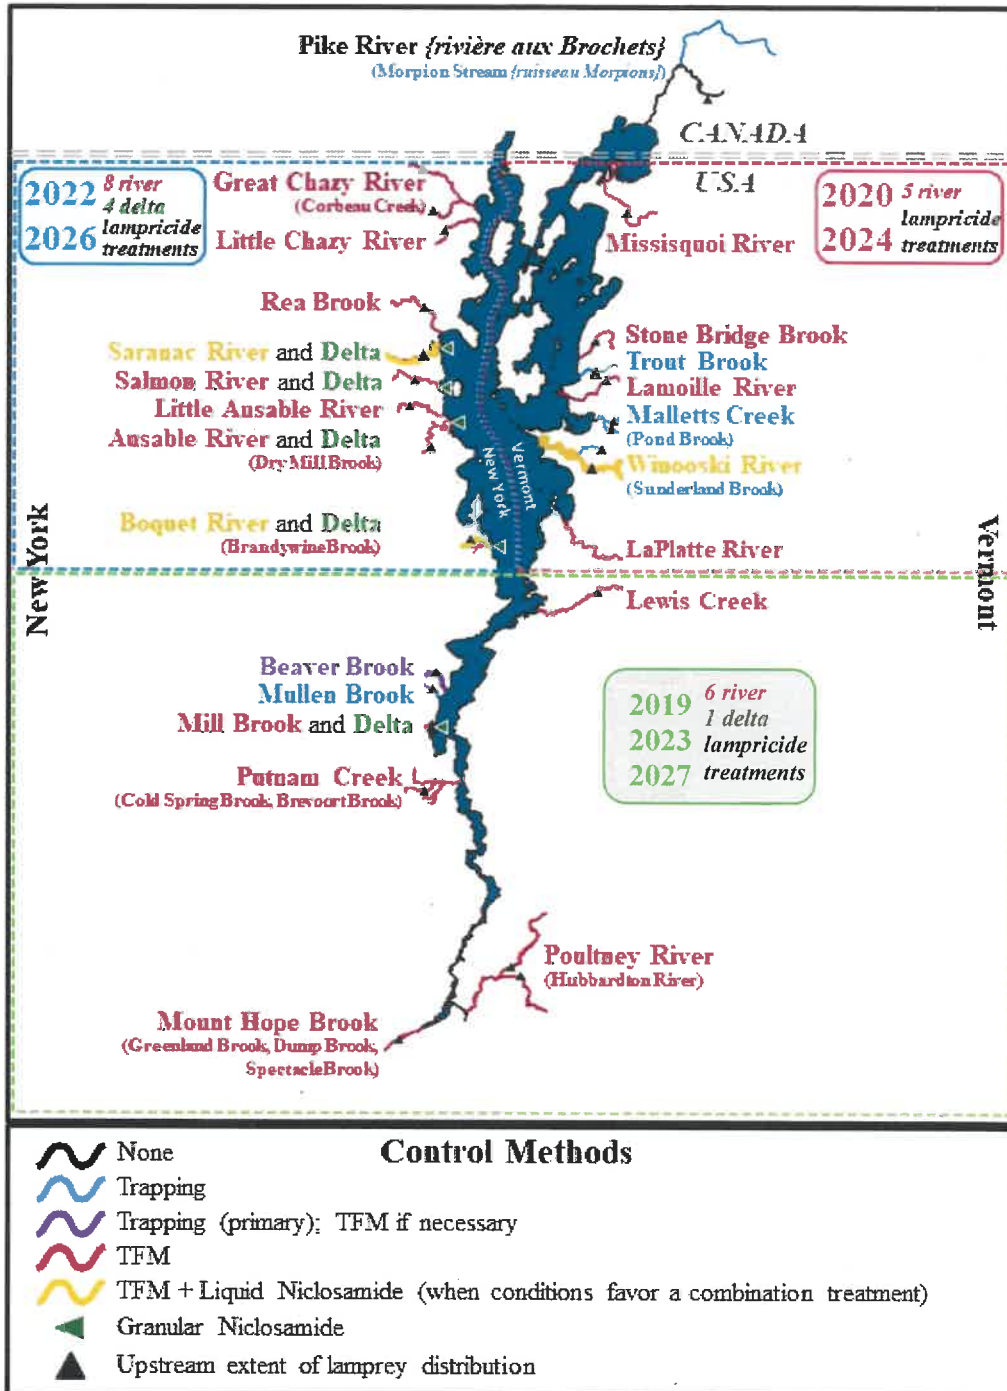 Pike River {rivière aux Brochets}
(Morpion Stream {ruisseau Morpions})
CANADA
USA
2022 8 river
4 delta
2026 lampricide
treatments
Great Chazy River
(Corbeau Creek)
Little Chazy River
Missisquoi River
2020 5 river
lampricide
2024 treatments
Rea Brook
Saranac River and Delta
Salmon River and Delta
Little Ausable River
Ausable River and Delta
(Dry Mill Brook)
Boquet River and Delta
(Brandywine Brook)
Stone Bridge Brook
Trout Brook
Lamoille River
Malletts Creek
(Pond Brook)
Winooski River
(Sunderland Brook)
LaPlatte River
Vermont
New York
New York
Vermont
Lewis Creek
Beaver Brook
Mullen Brook
Mill Brook and Delta
Putnam Creek
(Cold Spring Brook, Brevoort Brook)
2019 6 river
1 delta
2023 lampricide
2027 treatments
Poultney River
(Hubbardton River)
Mount Hope Brook
(Greenland Brook, Dump Brook,
Spectacle Brook)
Control Methods
None
Trapping
Trapping (primary); TFM if necessary
TFM
TFM + Liquid Niclosamide (when conditions favor a combination treatment)
Granular Niclosamide
Upstream extent of lamprey distribution